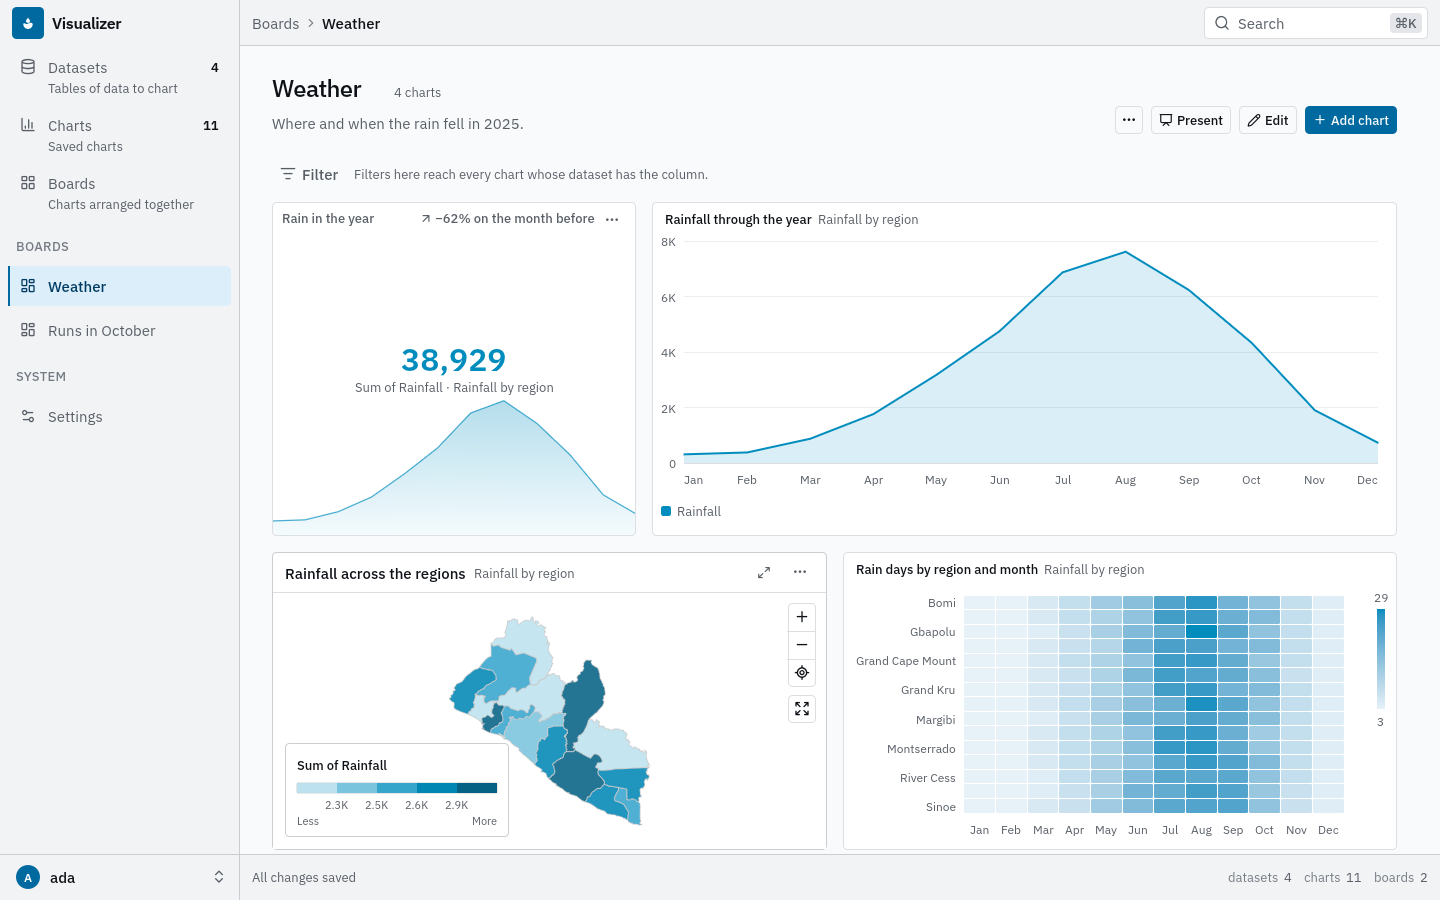 Visualizer
Boards > Weather
Search ⌘K
Datasets 4
Tables of data to chart
Charts 11
Saved charts
Boards
Charts arranged together
BOARDS
Weather
Runs in October
SYSTEM
Settings
Weather 4 charts
Where and when the rain fell in 2025.
Present
Edit
Add chart
Filter Filters here reach every chart whose dataset has the column.
Rain in the year −62% on the month before
38,929
Sum of Rainfall · Rainfall by region
Rainfall through the year Rainfall by region
8K
6K
4K
2K
0
Jan Feb Mar Apr May Jun Jul Aug Sep Oct Nov Dec
Rainfall
Rainfall across the regions Rainfall by region
Sum of Rainfall
2.3K 2.5K 2.6K 2.9K
Less More
Rain days by region and month Rainfall by region
Bomi
Gbapolu
Grand Cape Mount
Grand Kru
Margibi
Montserrado
River Cess
Sinoe
Jan Feb Mar Apr May Jun Jul Aug Sep Oct Nov Dec
29
3
A ada
All changes saved
datasets 4 charts 11 boards 2